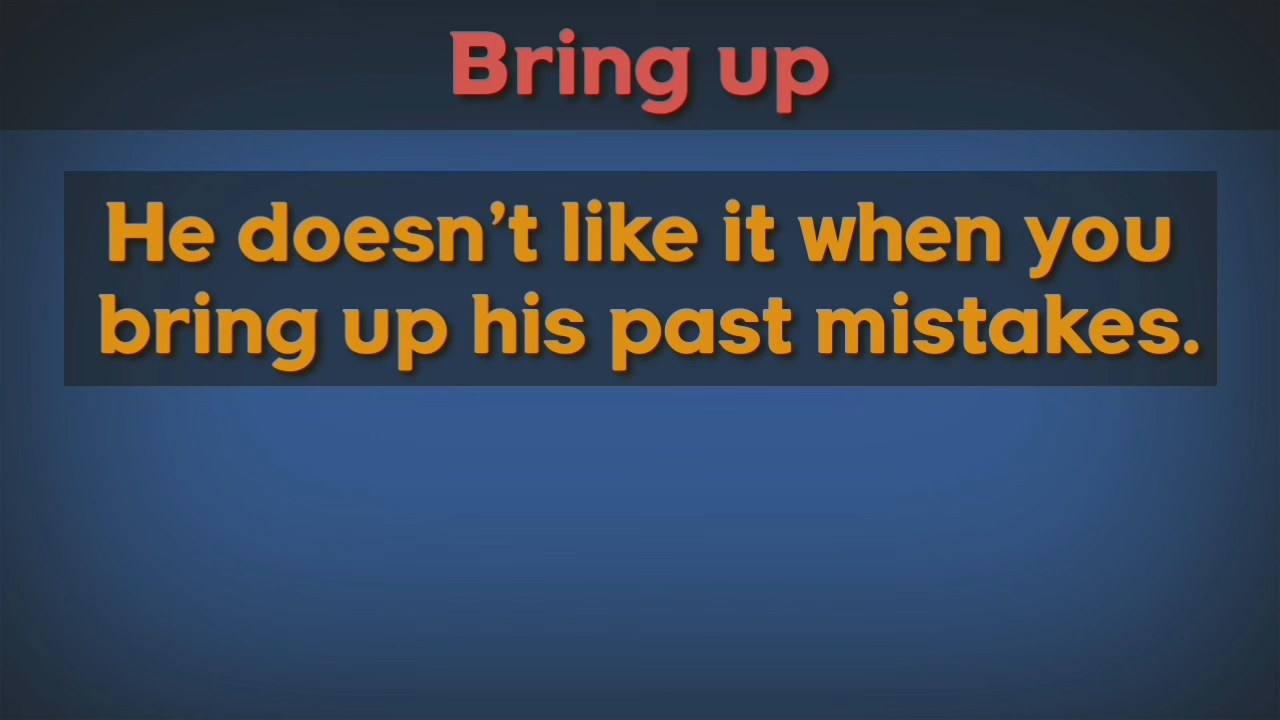 Bring up
He doesn’t like it when you
bring up his past mistakes.